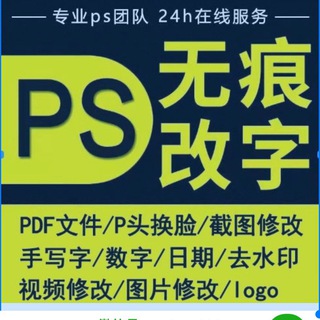 专业ps团队 24h在线服务
PS
无痕
改字
PDF文件/P头换脸/截图修改
手写字/数字/日期/去水印
视频修改/图片修改/logo